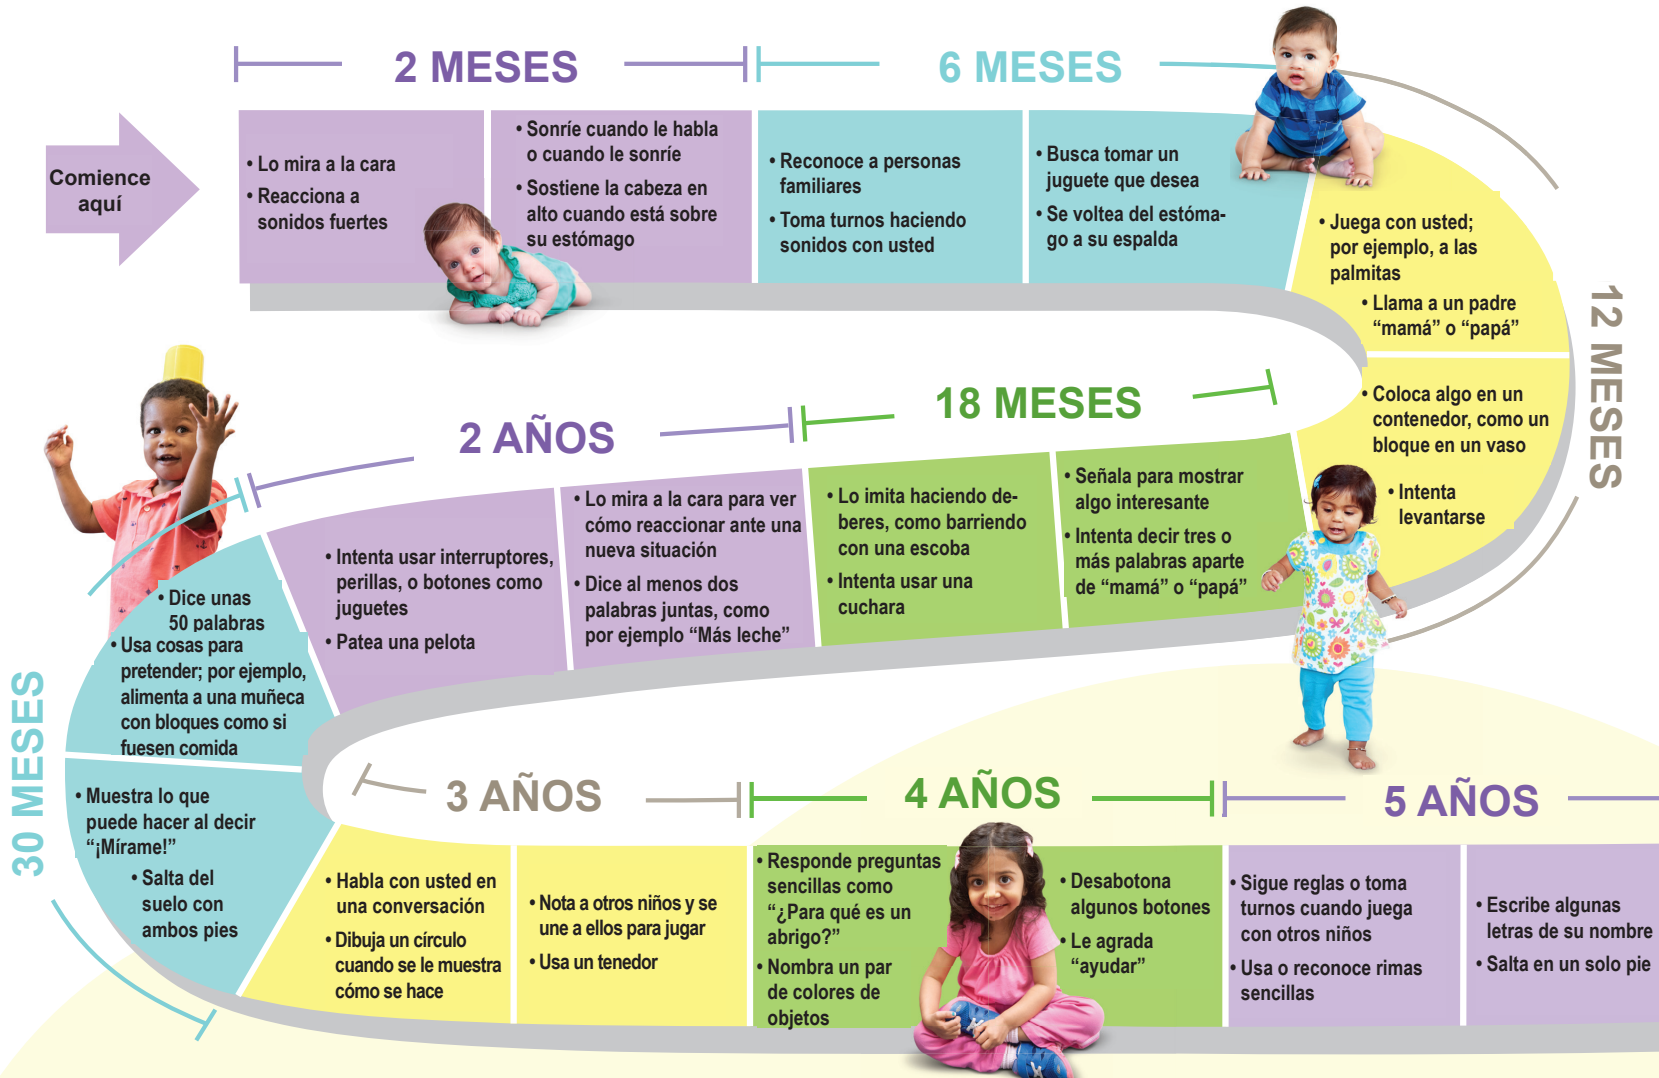 Comience
aquí
2 MESES
• Lo mira a la cara
• Reacciona a
sonidos fuertes
• Sonríe cuando le habla
o cuando le sonríe
• Sostiene la cabeza en
alto cuando está sobre
su estómago
6 MESES
• Reconoce a personas
familiares
• Toma turnos haciendo
sonidos con usted
• Busca tomar un
juguete que desea
• Se voltea del estóma-
go a su espalda
12 MESES
• Juega con usted;
por ejemplo, a las
palmitas
• Llama a un padre
“mamá” o “papá”
• Coloca algo en un
contenedor, como un
bloque en un vaso
• Intenta
levantarse
18 MESES
• Señala para mostrar
algo interesante
• Intenta decir tres o
más palabras aparte
de “mamá” o “papá”
• Lo imita haciendo de-
beres, como barriendo
con una escoba
• Intenta usar una
cuchara
2 AÑOS
• Lo mira a la cara para ver
cómo reaccionar ante una
nueva situación
• Dice al menos dos
palabras juntas, como
por ejemplo “Más leche”
• Intenta usar interruptores,
perillas, o botones como
juguetes
• Patea una pelota
30 MESES
• Dice unas
50 palabras
• Usa cosas para
pretender; por ejemplo,
alimenta a una muñeca
con bloques como si
fuesen comida
• Muestra lo que
puede hacer al decir
“¡Mírame!”
• Salta del
suelo con
ambos pies
3 AÑOS
• Habla con usted en
una conversación
• Dibuja un círculo
cuando se le muestra
cómo se hace
• Nota a otros niños y se
une a ellos para jugar
• Usa un tenedor
4 AÑOS
• Responde preguntas
sencillas como
“¿Para qué es un
abrigo?”
• Nombra un par
de colores de
objetos
• Desabotona
algunos botones
• Le agrada
“ayudar”
5 AÑOS
• Sigue reglas o toma
turnos cuando juega
con otros niños
• Usa o reconoce rimas
sencillas
• Escribe algunas
letras de su nombre
• Salta en un solo pie